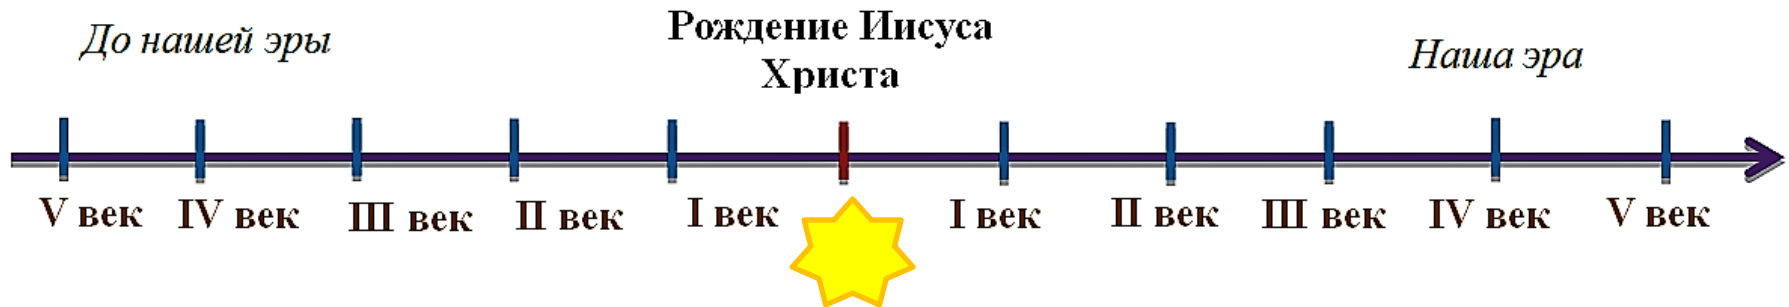 До нашей эры
Рождение Иисуса
Христа
Наша эра
V век IV век III век II век I век I век II век III век IV век V век